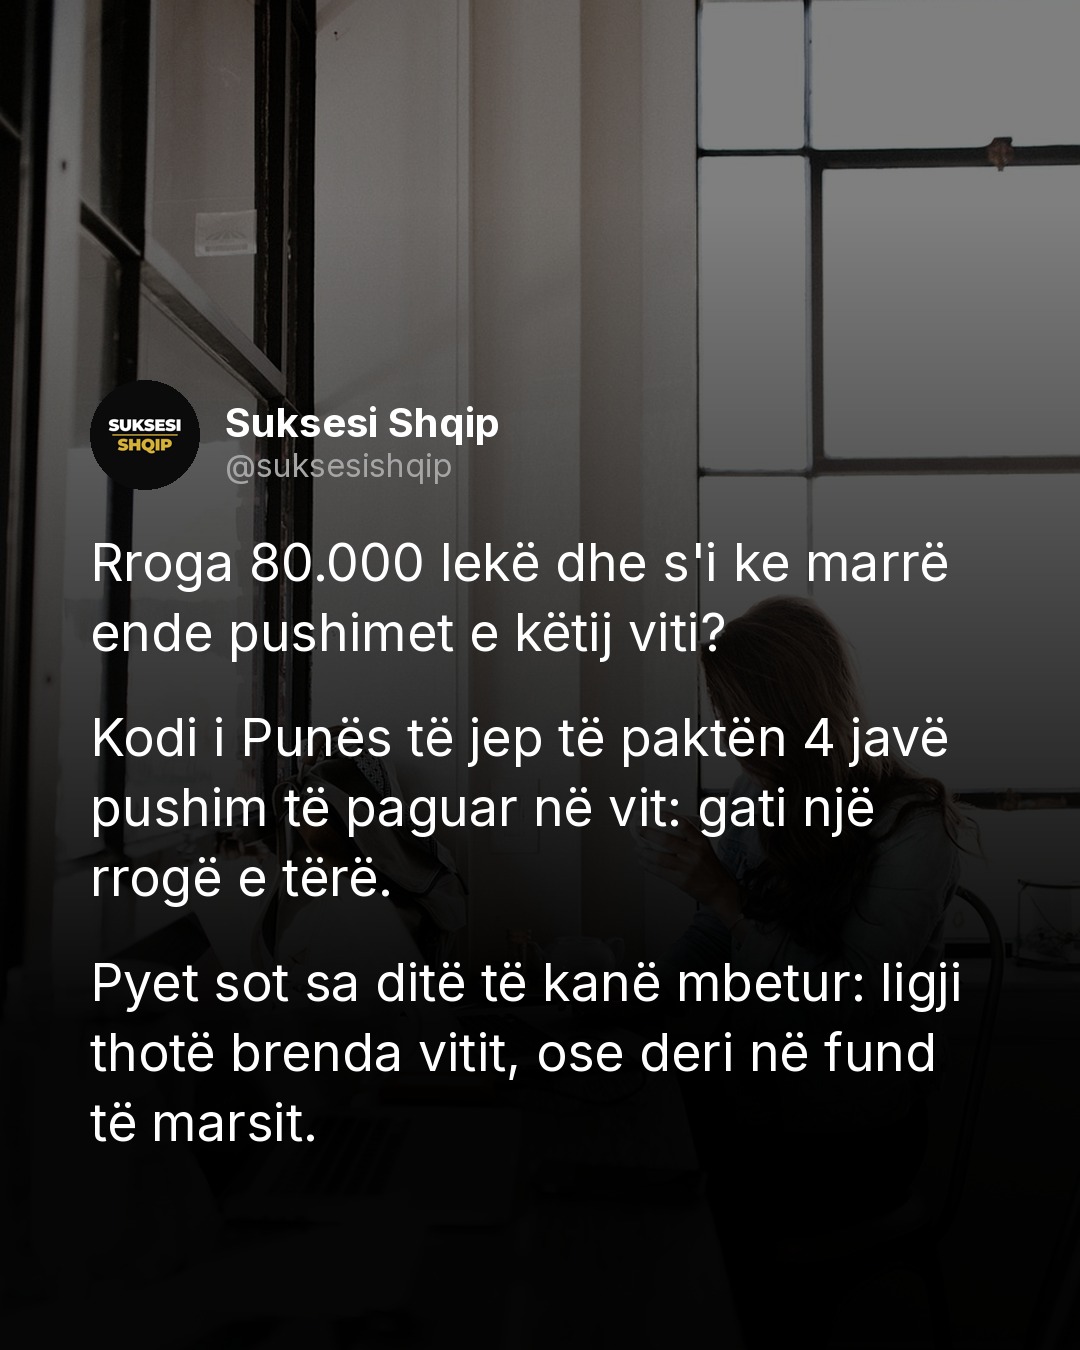 SUKSESI
SHQIP
Suksesi Shqip
@suksesishqip
Rroga 80.000 lekë dhe s'i ke marrë
ende pushimet e këtij viti?
Kodi i Punës të jep të paktën 4 javë
pushim të paguar në vit: gati një
rrogë e tërë.
Pyet sot sa ditë të kanë mbetur: ligji
thotë brenda vitit, ose deri në fund
të marsit.